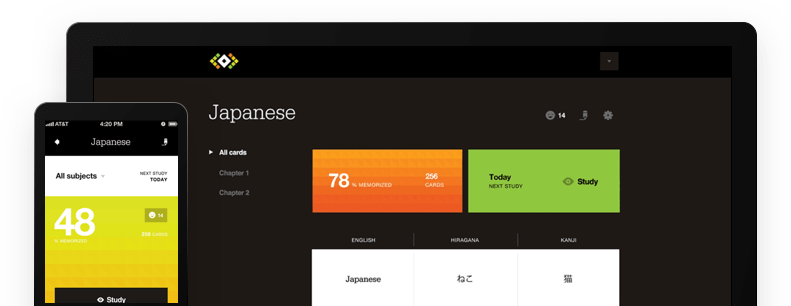 AT&T 4:20 PM
Japanese
All subjects
NEXT STUDY
TODAY
48
% MEMORIZED
14
256 CARDS
Study
Japanese
14
All cards
Chapter 1
Chapter 2
78 % MEMORIZED
256
CARDS
Today
NEXT STUDY
Study
ENGLISH HIRAGANA KANJI
Japanese ねこ 猫